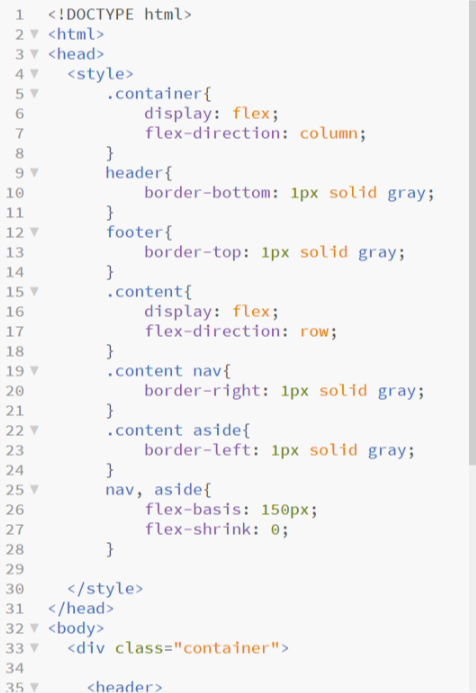 1 <!DOCTYPE html>
2 <html>
3 <head>
4 <style>
5 .container{
6 display: flex;
7 flex-direction: column;
8 }
9 header{
10 border-bottom: 1px solid gray;
11 }
12 footer{
13 border-top: 1px solid gray;
14 }
15 .content{
16 display: flex;
17 flex-direction: row;
18 }
19 .content nav{
20 border-right: 1px solid gray;
21 }
22 .content aside{
23 border-left: 1px solid gray;
24 }
25 nav, aside{
26 flex-basis: 150px;
27 flex-shrink: 0;
28 }
29
30 </style>
31 </head>
32 <body>
33 <div class="container">
34
35 <header>